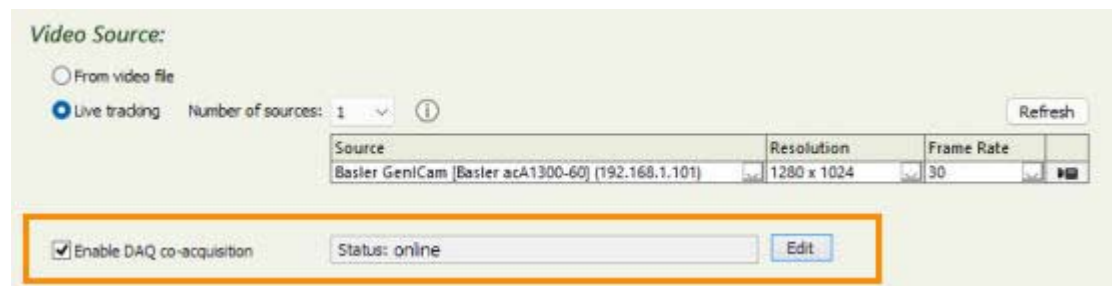 Video Source:
From video file
Live tracking Number of sources: 1 i Refresh
Source Resolution Frame Rate
Basler GenICam [Basler acA1300-60] (192.168.1.101) 1280 x 1024 30
Enable DAQ co-acquisition Status: online Edit